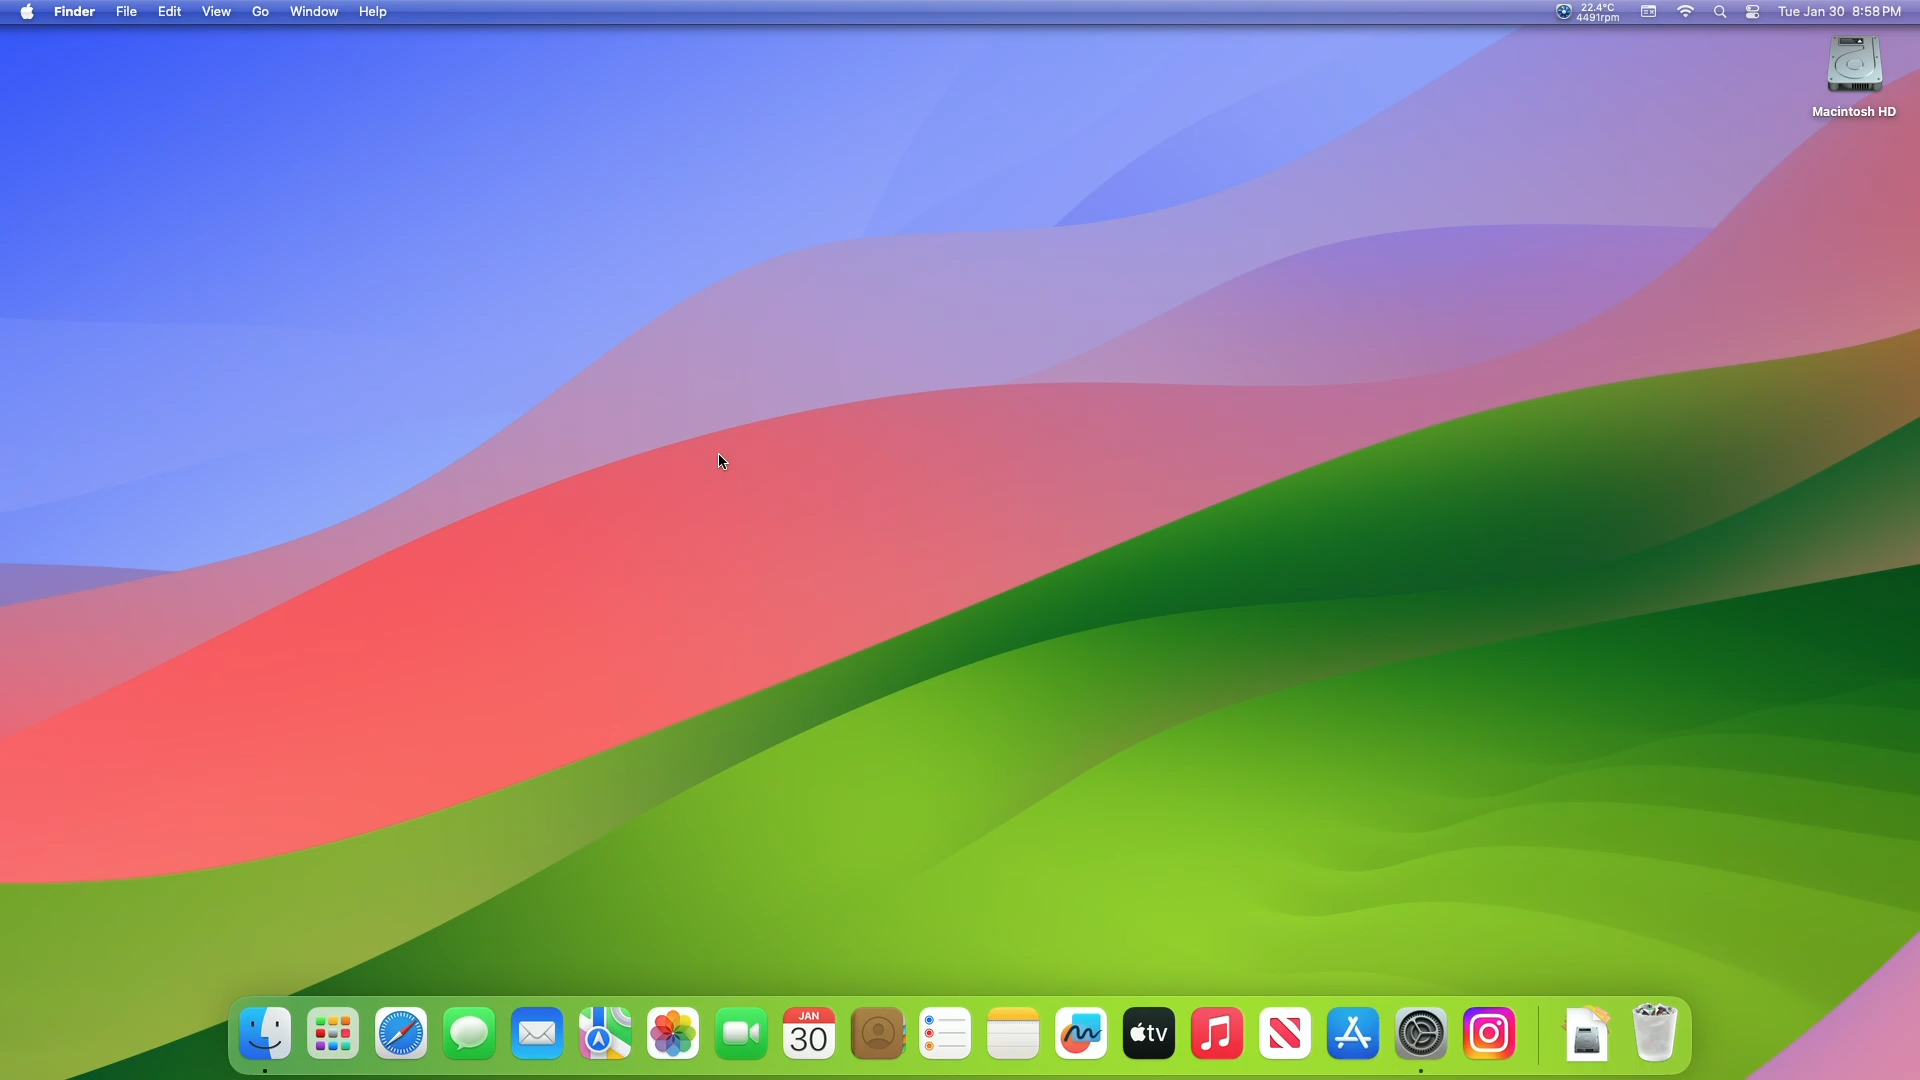 Finder File Edit View Go Window Help
22.4°C
4491rpm
Tue Jan 30 8:58 PM
Macintosh HD
JAN
30
tv